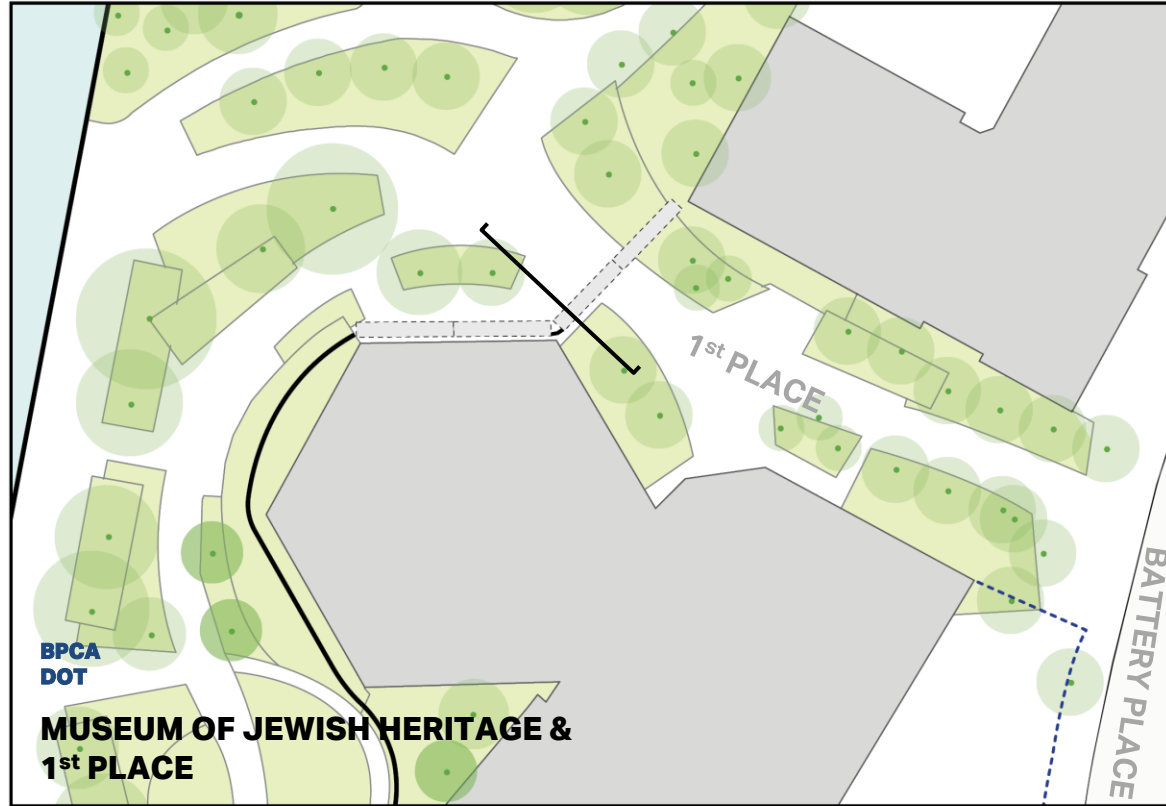 1st PLACE
BATTERY PLACE
BPCA
DOT
MUSEUM OF JEWISH HERITAGE &
1st PLACE